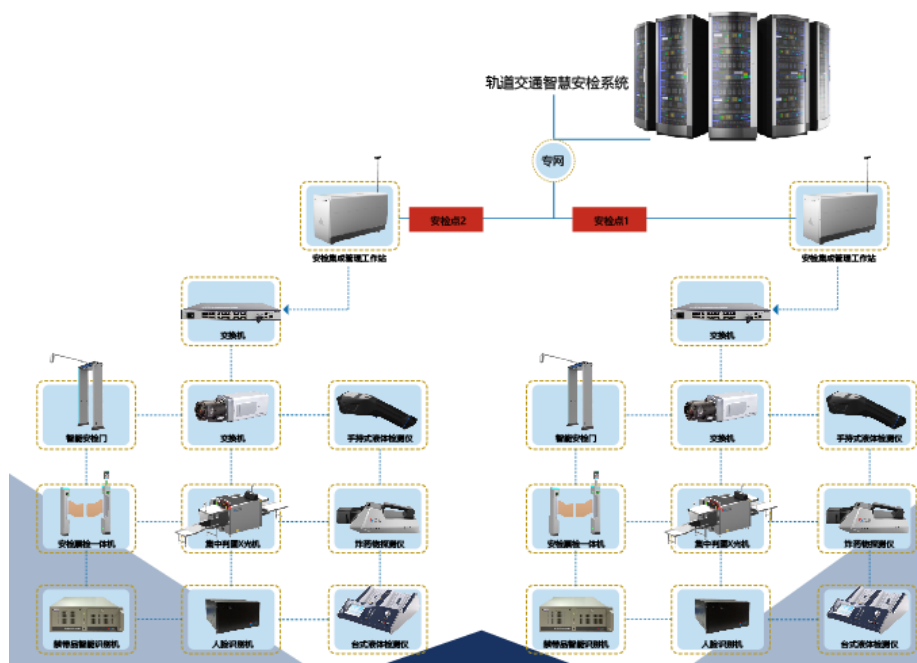 轨道交通智慧安检系统
专网
安检点2
安检点1
安检集成管理工作站
安检集成管理工作站
交换机
交换机
智能安检门
交换机
手持式液体检测仪
智能安检门
交换机
手持式液体检测仪
安检票检一体机
集中判图X光机
炸药物探测仪
安检票检一体机
集中判图X光机
炸药物探测仪
禁带品智能识别机
人脸识别机
台式液体检测仪
禁带品智能识别机
人脸识别机
台式液体检测仪